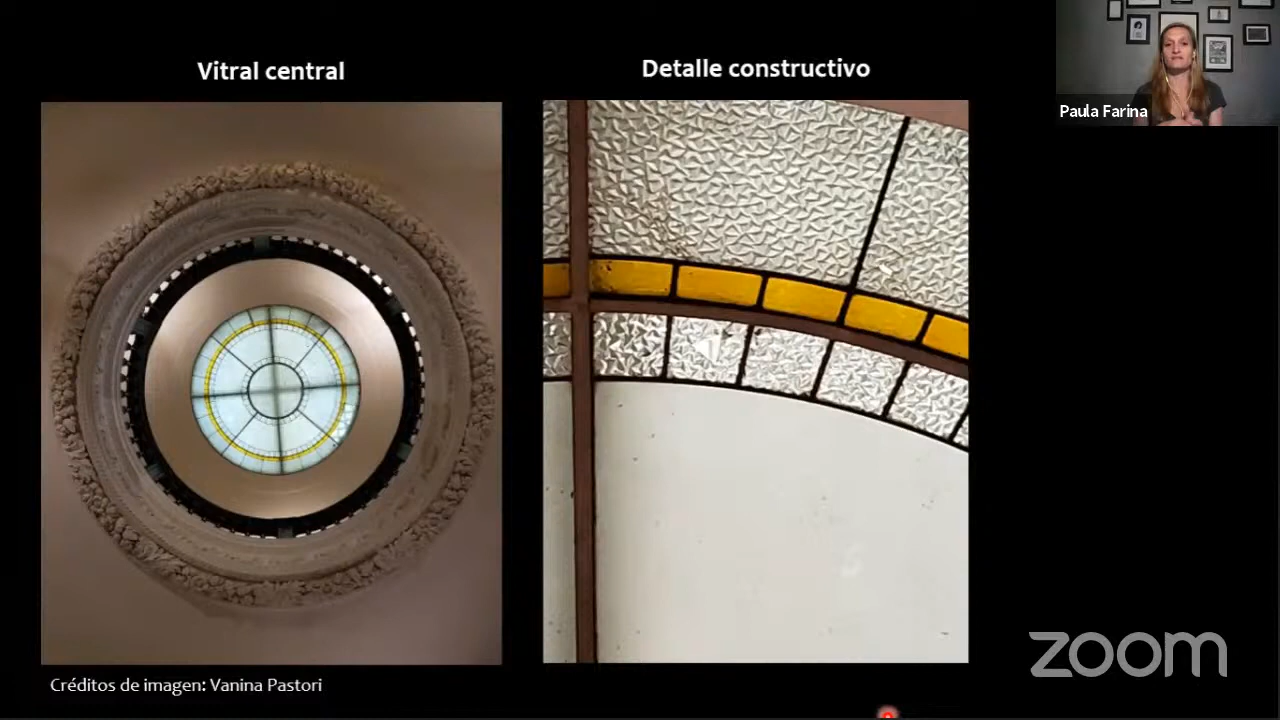 Vitral central
Detalle constructivo
Paula Farina
Créditos de imagen: Vanina Pastori
zoom